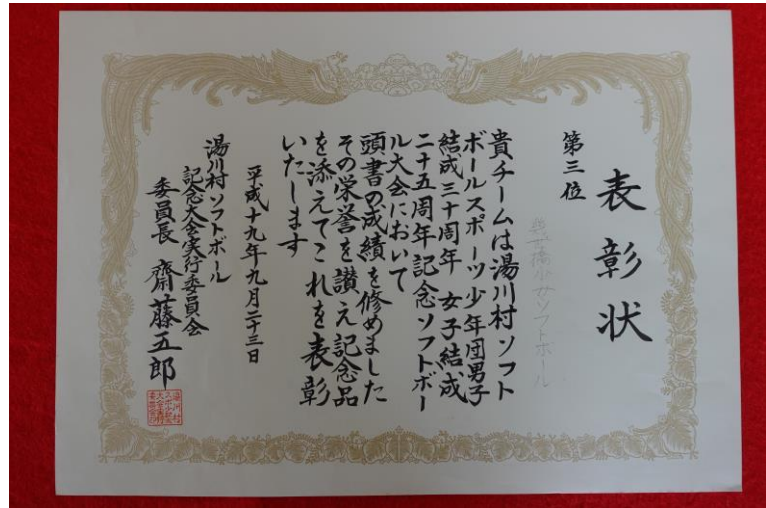 表彰状
第三位
少女ソフトボール
貴チームは湯川村ソフト
ボールスポーツ少年団男子
結成三十周年 女子結成
二十五周年記念ソフトボー
ル大会において
頭書の成績を修めました
その栄誉を讃え記念品
を添えてこれを表彰
いたします
平成十九年九月二十三日
湯川村ソフトボール
記念大会実行委員会
委員長 齋藤五郎